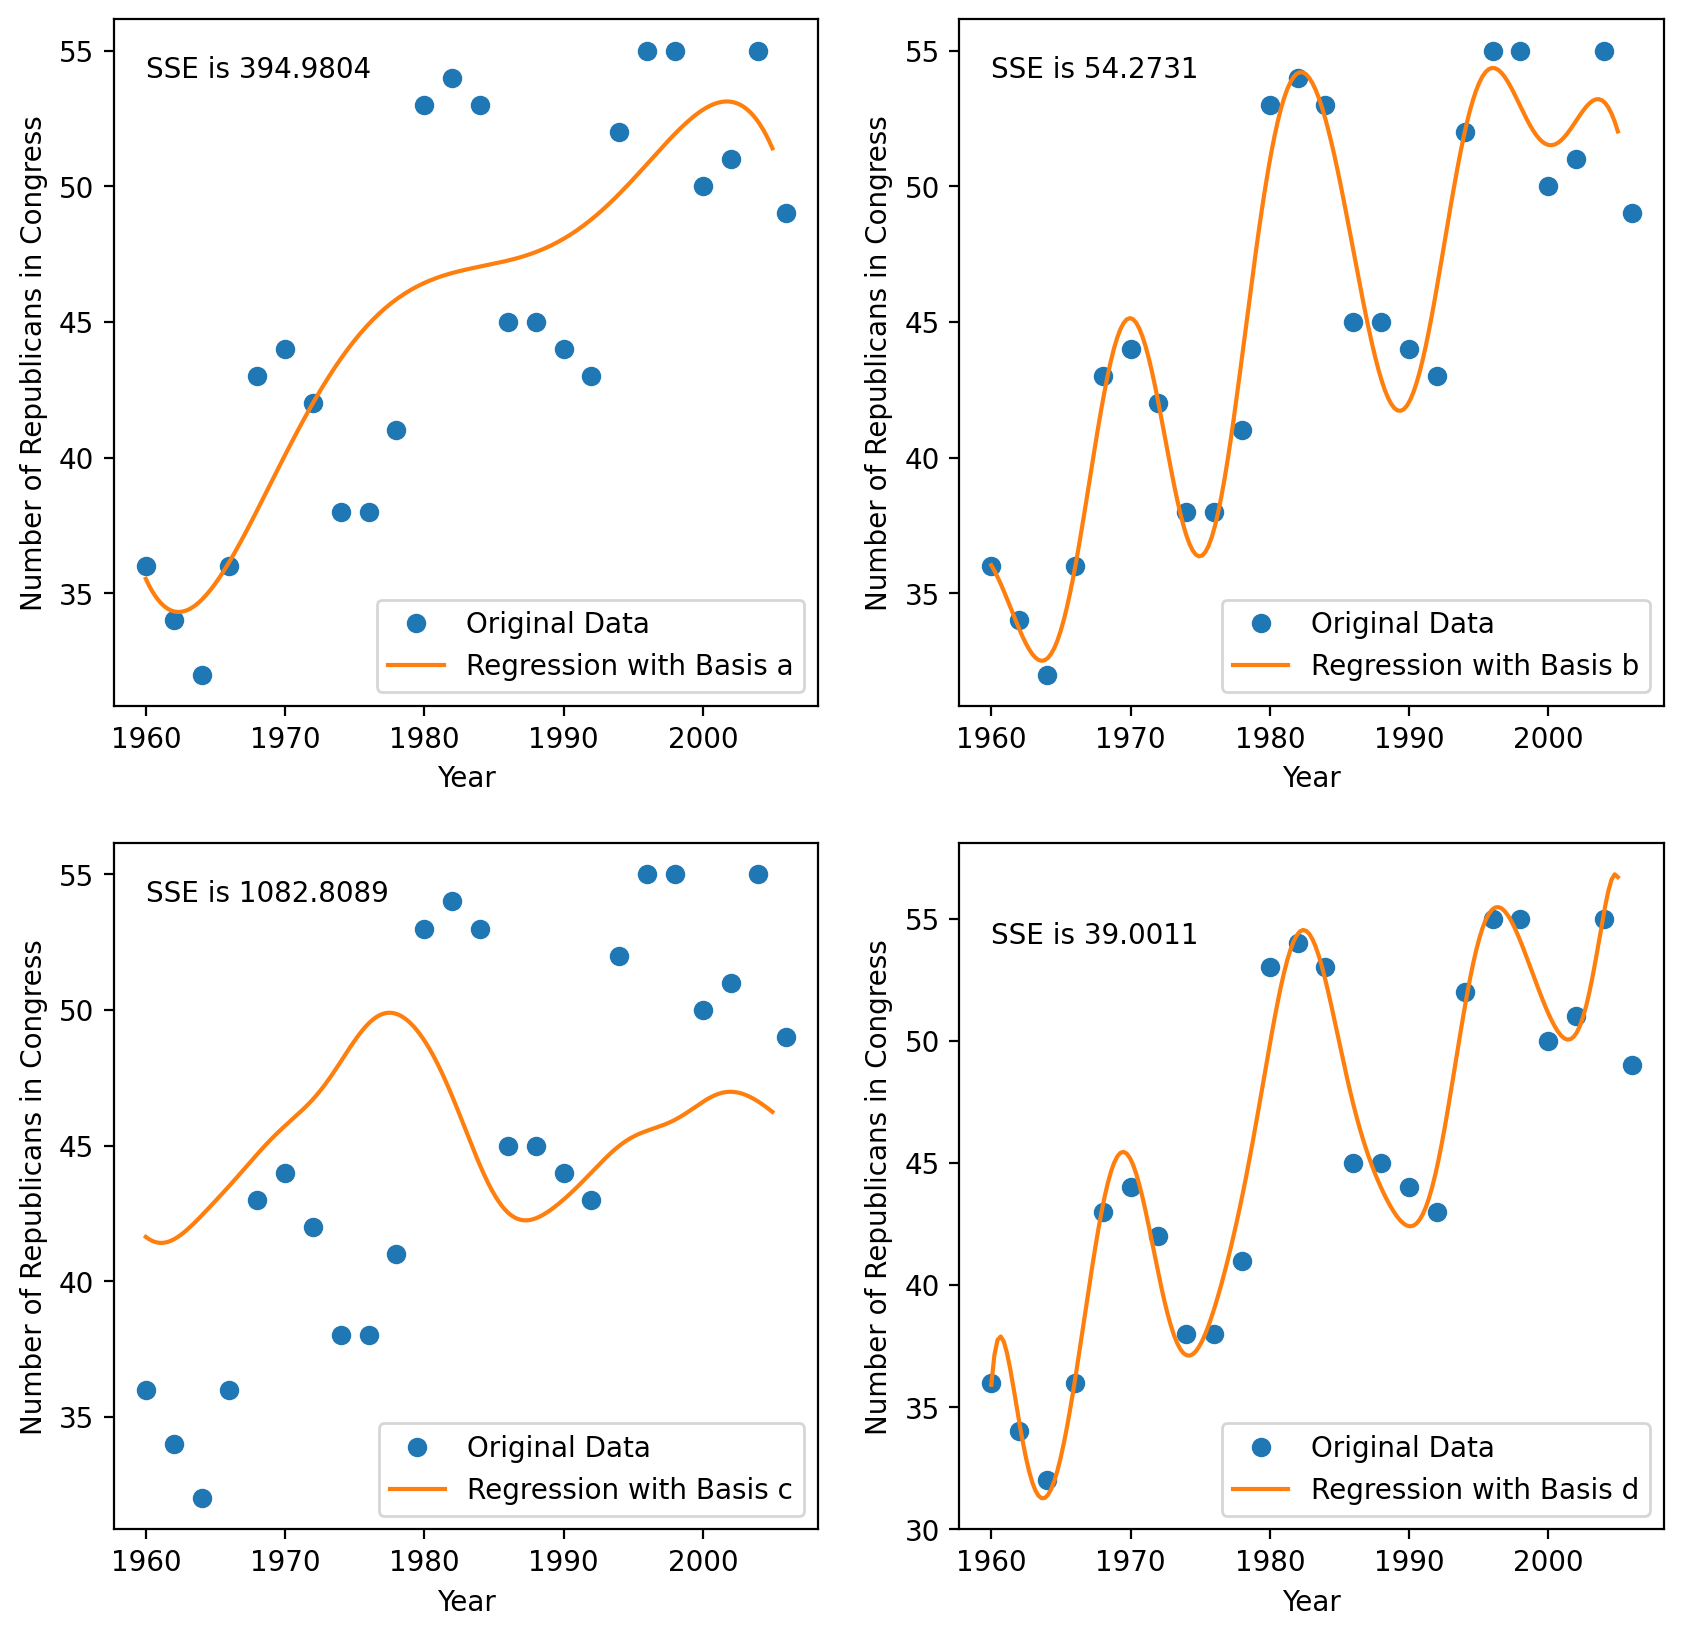 SSE is 394.9804
Number of Republicans in Congress
55
50
45
40
35
Original Data
Regression with Basis a
1960 1970 1980 1990 2000
Year
SSE is 54.2731
Number of Republicans in Congress
55
50
45
40
35
Original Data
Regression with Basis b
1960 1970 1980 1990 2000
Year
SSE is 1082.8089
Number of Republicans in Congress
55
50
45
40
35
Original Data
Regression with Basis c
1960 1970 1980 1990 2000
Year
SSE is 39.0011
Number of Republicans in Congress
55
50
45
40
35
30
Original Data
Regression with Basis d
1960 1970 1980 1990 2000
Year